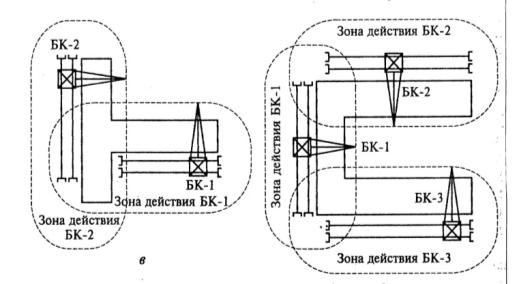 БК-2
БК-1
Зона действия БК-1
Зона действия
БК-2
в
Зона действия БК-2
БК-2
Зона действия БК-1
БК-1
БК-3
Зона действия БК-3